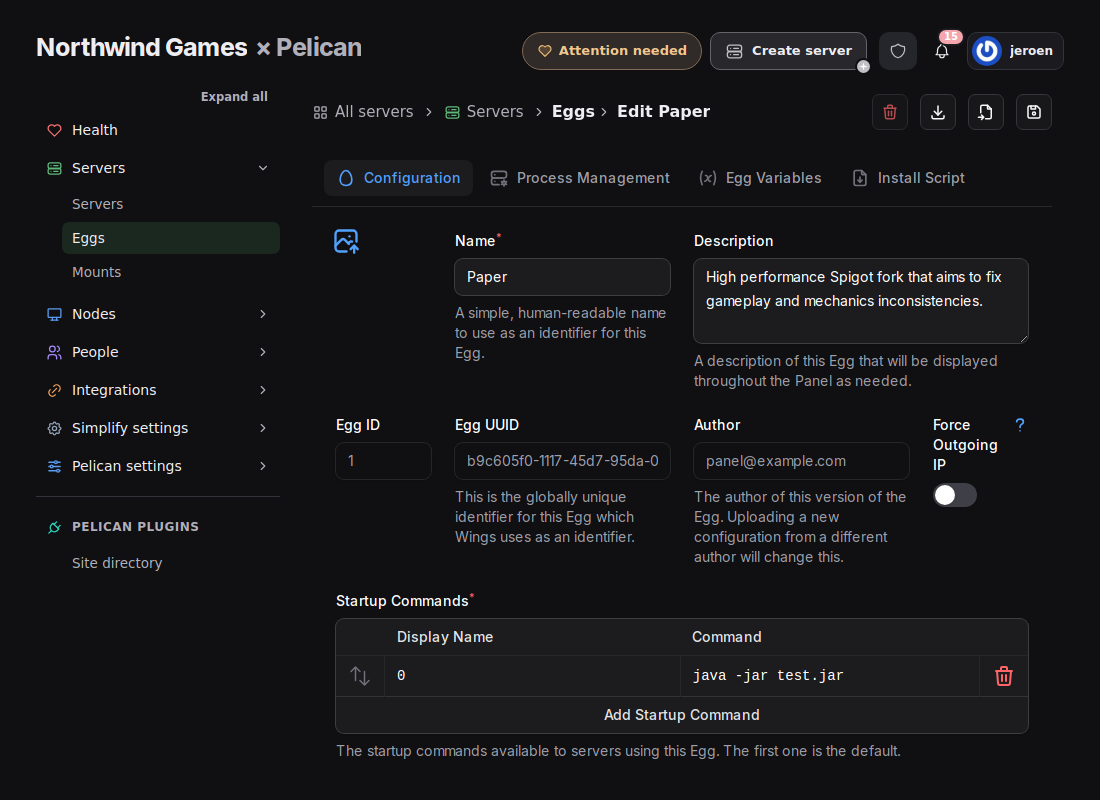 Northwind Games × Pelican
Attention needed
Create server
15
jeroen
Expand all
Health
Servers
Servers
Eggs
Mounts
Nodes
People
Integrations
Simplify settings
Pelican settings
PELICAN PLUGINS
Site directory
All servers > Servers > Eggs > Edit Paper
Configuration
Process Management
Egg Variables
Install Script
Name*
Paper
A simple, human-readable name
to use as an identifier for this
Egg.
Description
High performance Spigot fork that aims to fix
gameplay and mechanics inconsistencies.
A description of this Egg that will be displayed
throughout the Panel as needed.
Egg ID
1
Egg UUID
b9c605f0-1117-45d7-95da-0
This is the globally unique
identifier for this Egg which
Wings uses as an identifier.
Author
panel@example.com
The author of this version of the
Egg. Uploading a new
configuration from a different
author will change this.
Force
Outgoing
IP
?
Startup Commands*
Display Name
Command
0
java -jar test.jar
Add Startup Command
The startup commands available to servers using this Egg. The first one is the default.